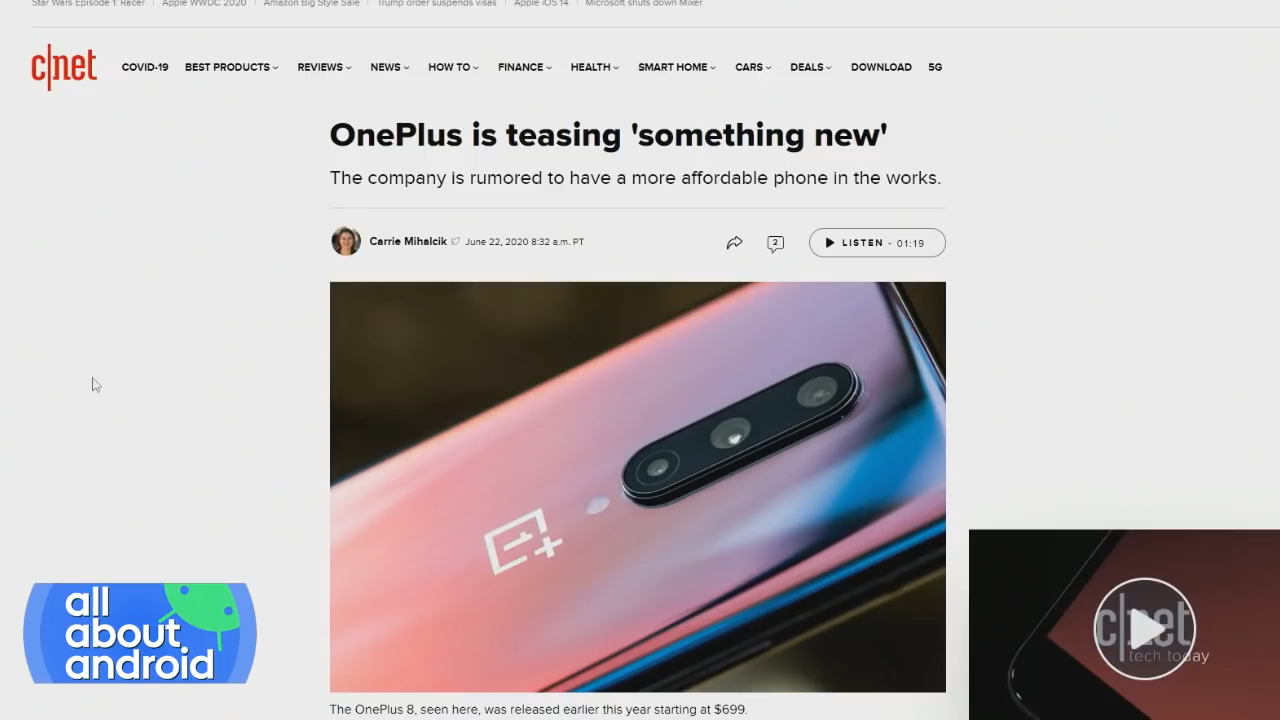 Star Wars Episode 1: Racer
Apple WWDC 2020
Amazon Big Style Sale
Trump order suspends visas
Apple iOS 14
Microsoft shuts down Mixer
c|net
COVID-19 BEST PRODUCTS REVIEWS NEWS HOW TO FINANCE HEALTH SMART HOME CARS DEALS DOWNLOAD 5G
OnePlus is teasing 'something new'
The company is rumored to have a more affordable phone in the works.
Carrie Mihalcik June 22, 2020 8:32 a.m. PT
2
LISTEN - 01:19
1+
all
about
android
c|net
tech today
The OnePlus 8, seen here, was released earlier this year starting at $699.